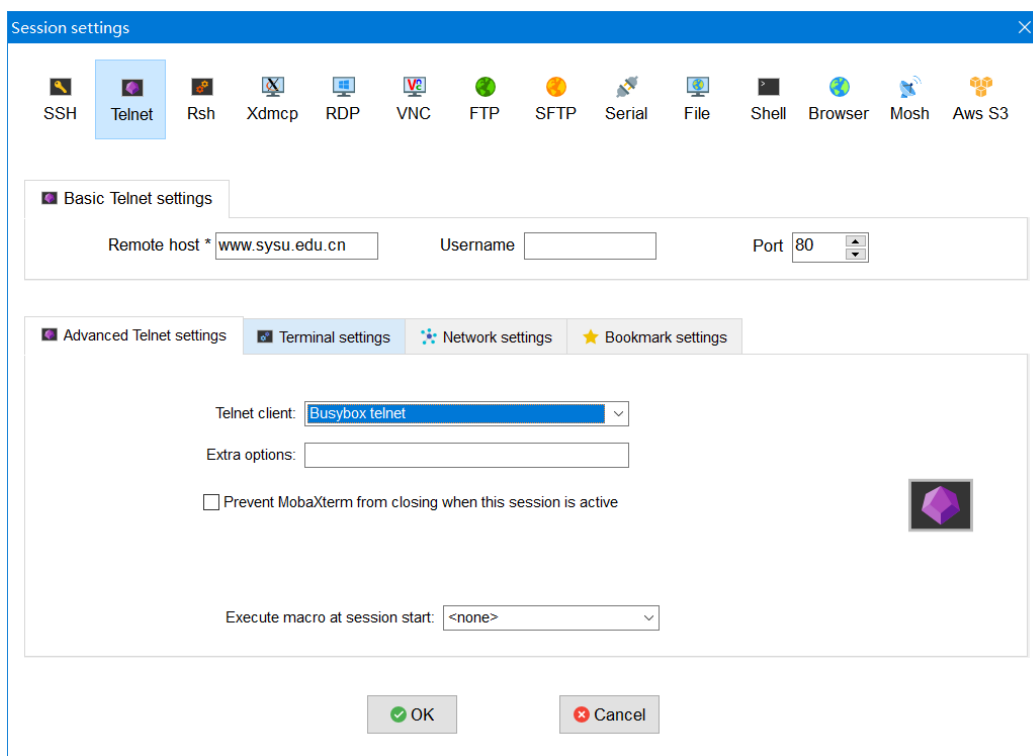 Session settings
SSH Telnet Rsh Xdmcp RDP VNC FTP SFTP Serial File Shell Browser Mosh Aws S3
Basic Telnet settings
Remote host * www.sysu.edu.cn Username Port 80
Advanced Telnet settings Terminal settings Network settings Bookmark settings
Telnet client: Busybox telnet
Extra options:
Prevent MobaXterm from closing when this session is active
Execute macro at session start: <none>
OK Cancel